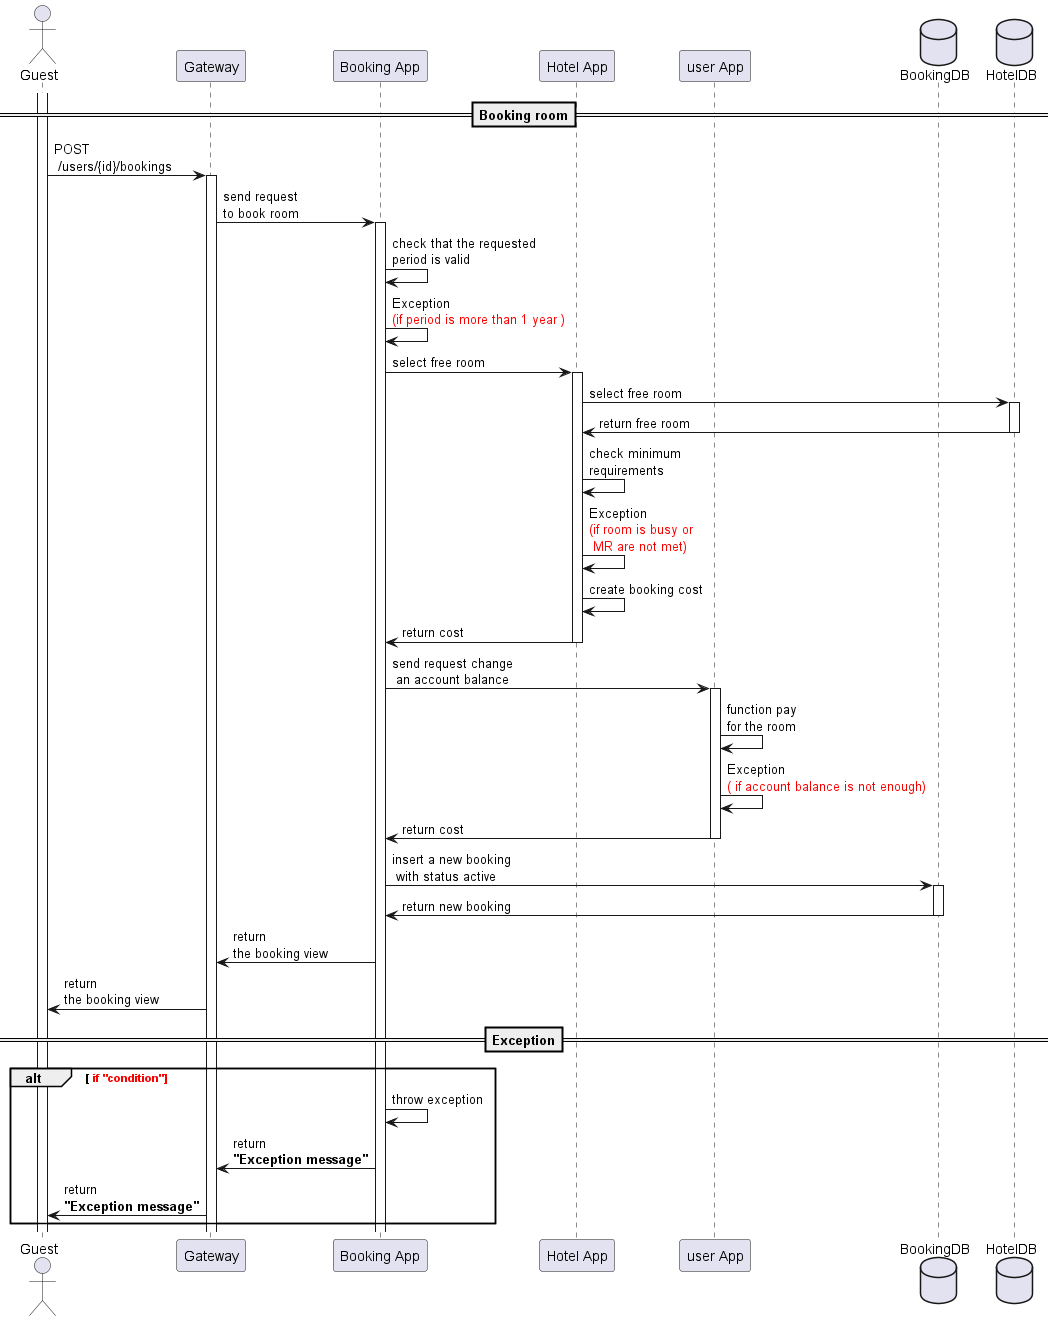 Guest
Gateway
Booking App
Hotel App
user App
BookingDB
HotelDB
Booking room
POST
/users/{id}/bookings
send request
to book room
check that the requested
period is valid
Exception
(if period is more than 1 year )
select free room
select free room
return free room
check minimum
requirements
Exception
(if room is busy or
MR are not met)
create booking cost
return cost
send request change
an account balance
function pay
for the room
Exception
( if account balance is not enough)
return cost
insert a new booking
with status active
return new booking
return
the booking view
return
the booking view
Exception
alt [ if "condition"]
throw exception
return
"Exception message"
return
"Exception message"
Guest
Gateway
Booking App
Hotel App
user App
BookingDB
HotelDB